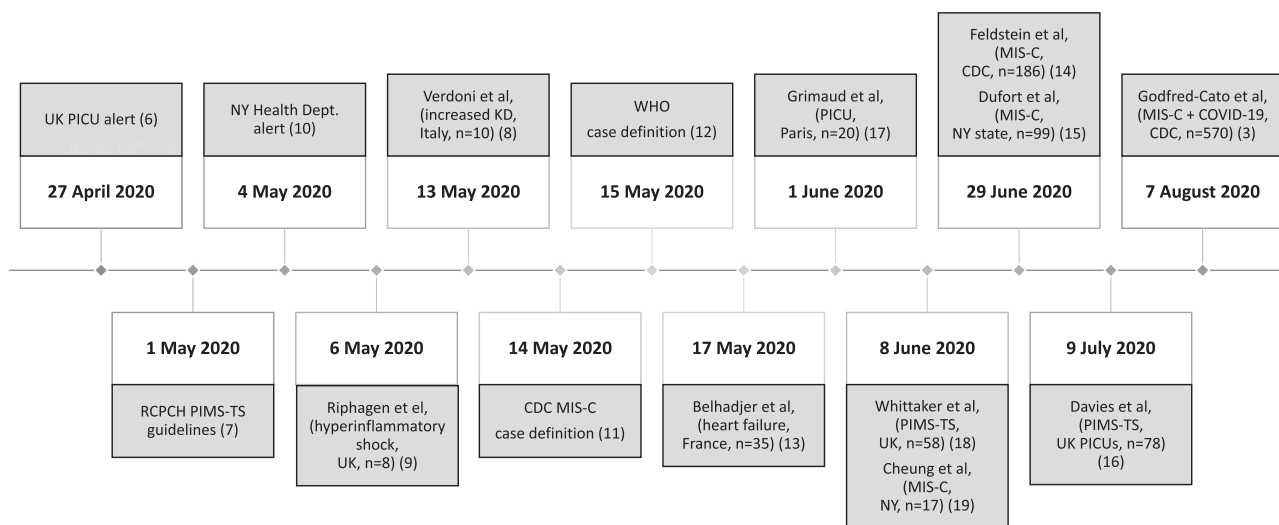 UK PICU alert (6)
27 April 2020
NY Health Dept.
alert (10)
4 May 2020
Verdoni et al,
(increased KD,
Italy, n=10) (8)
13 May 2020
WHO
case definition (12)
15 May 2020
Grimaud et al,
(PICU,
Paris, n=20) (17)
1 June 2020
Feldstein et al,
(MIS-C,
CDC, n=186) (14)
Dufort et al,
(MIS-C,
NY state, n=99) (15)
29 June 2020
Godfred-Cato et al,
(MIS-C + COVID-19,
CDC, n=570) (3)
7 August 2020
1 May 2020
RCPCH PIMS-TS
guidelines (7)
6 May 2020
Riphagen et el,
(hyperinflammatory
shock,
UK, n=8) (9)
14 May 2020
CDC MIS-C
case definition (11)
17 May 2020
Belhadjer et al,
(heart failure,
France, n=35) (13)
8 June 2020
Whittaker et al,
(PIMS-TS,
UK, n=58) (18)
Cheung et al,
(MIS-C,
NY, n=17) (19)
9 July 2020
Davies et al,
(PIMS-TS,
UK PICUs, n=78)
(16)